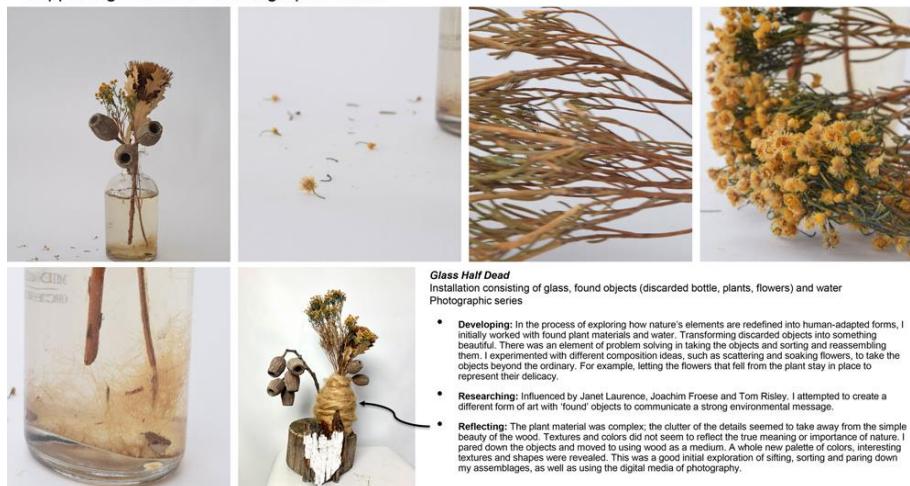 Glass Half Dead
Installation consisting of glass, found objects (discarded bottle, plants, flowers) and water
Photographic series
• Developing: In the process of exploring how nature's elements are redefined into human-adapted forms, I
initially worked with found plant materials and water. Transforming discarded objects into something
beautiful. There was an element of problem solving in taking the objects and sorting and reassembling
them. I experimented with different composition ideas, such as scattering and soaking flowers, to take the
objects beyond the ordinary. For example, letting the flowers that fell from the plant stay in place to
represent their delicacy.
• Researching: Influenced by Janet Laurence, Joachim Froese and Tom Risley. I attempted to create a
different form of art with 'found' objects to communicate a strong environmental message.
• Reflecting: The plant material was complex; the clutter of the details seemed to take away from the simple
beauty of the wood. Textures and colors did not seem to reflect the true meaning or importance of nature. I
pared down the objects and moved to using wood as a medium. A whole new palette of colors, interesting
textures and shapes were revealed. This was a good initial exploration of sifting, sorting and paring down
my assemblages, as well as using the digital media of photography.